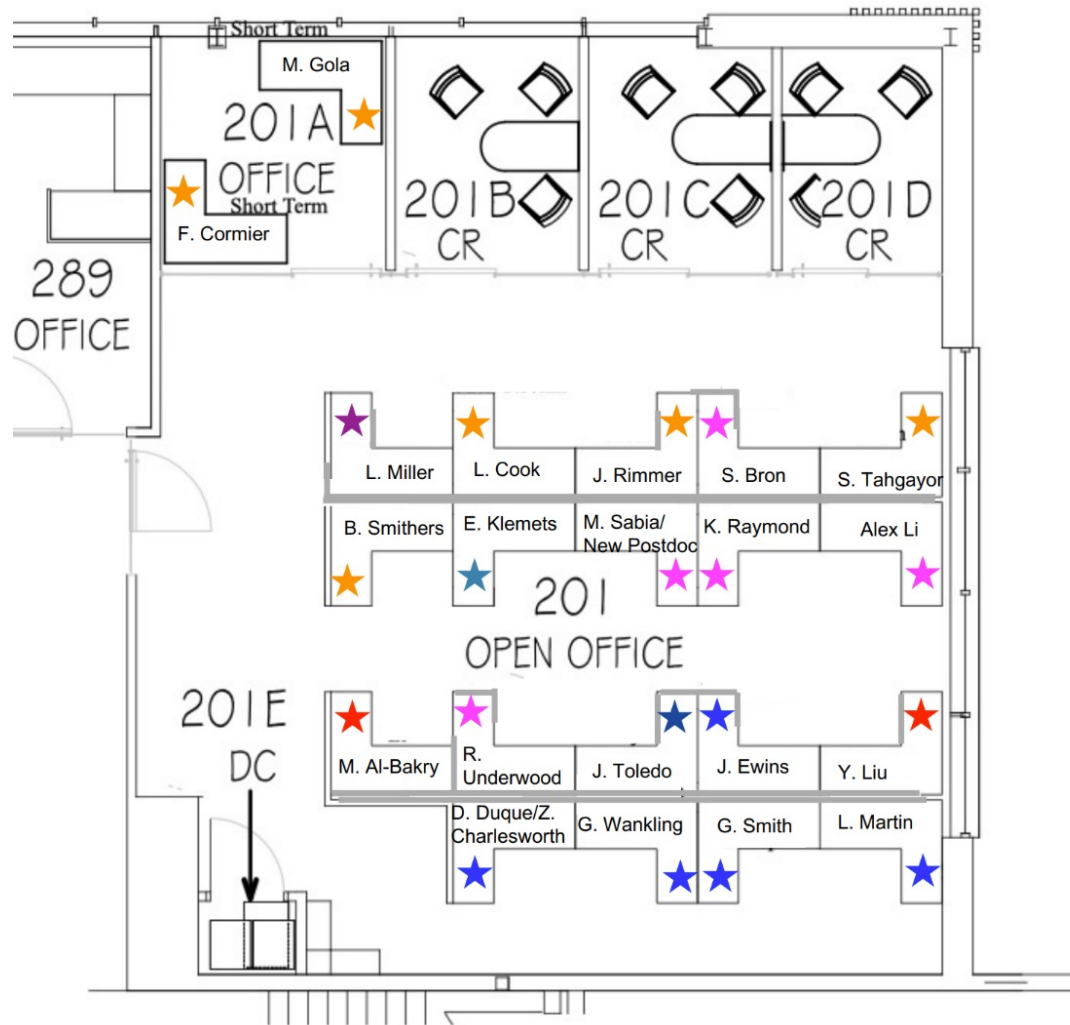 Short Term
M. Gola
201A
OFFICE
Short Term
F. Cormier
201B
CR
201C
CR
201D
CR
289
OFFICE
L. Miller
L. Cook
J. Rimmer
S. Bron
S. Tahgayor
B. Smithers
E. Klemets
M. Sabia/
New Postdoc
K. Raymond
Alex Li
201
OPEN OFFICE
201E
DC
M. Al-Bakry
R.
Underwood
J. Toledo
J. Ewins
Y. Liu
D. Duque/Z.
Charlesworth
G. Wankling
G. Smith
L. Martin